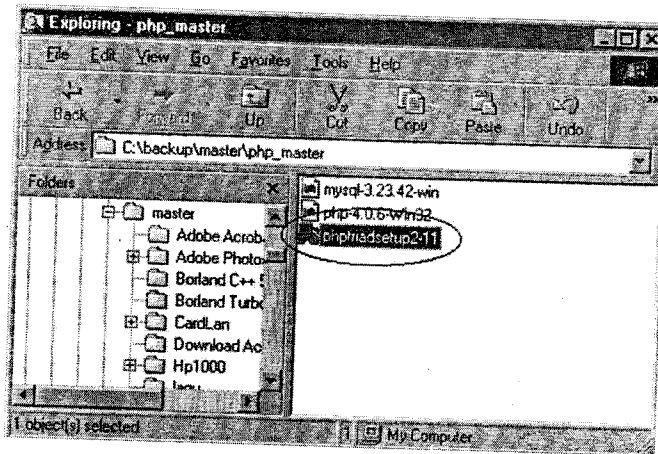 Exploring - php_master
File Edit View Go Favorites Tools Help
Back Forward Up Cut Copy Paste Undo
Address C:\backup\master\php_master
Folders
mysql-3.23.42-win
php-4.0.6-Win32
phptriadsetup2-11
master
Adobe Acrob
Adobe Photo
Borland C++ 5
Borland Turbo
CardLan
Download Ac
Hp1000
lagu
1 object(s) selected
My Computer